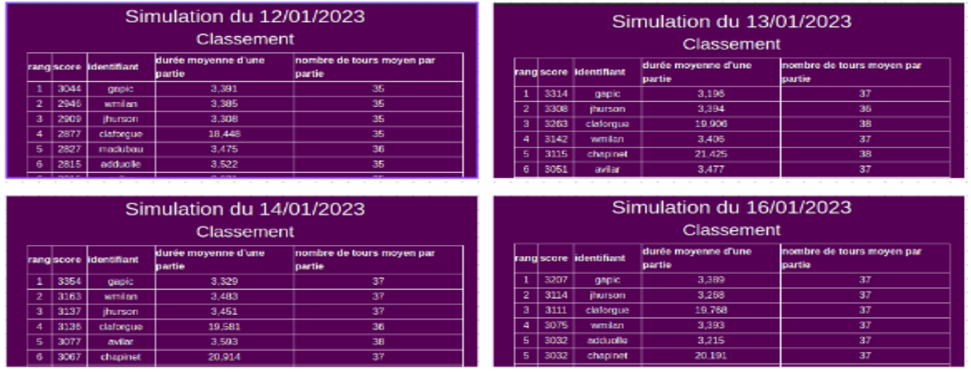 Simulation du 12/01/2023
Classement
rang score identifiant durée moyenne d'une partie nombre de tours moyen par partie
1 3044 gapic 3,391 35
2 2946 wmilan 3,385 35
3 2909 jhurson 3,308 35
4 2877 claforgue 18,448 35
5 2827 madubau 3,475 36
6 2815 adduolle 3,522 35
Simulation du 13/01/2023
Classement
rang score identifiant durée moyenne d'une partie nombre de tours moyen par partie
1 3314 gapic 3,196 37
2 3308 jhurson 3,394 36
3 3263 claforgue 19,906 38
4 3142 wmilan 3,406 37
5 3115 chapinet 21,425 38
6 3051 avilar 3,477 37
Simulation du 14/01/2023
Classement
rang score identifiant durée moyenne d'une partie nombre de tours moyen par partie
1 3354 gapic 3,329 37
2 3163 wmilan 3,483 37
3 3137 jhurson 3,451 37
4 3136 claforgue 19,581 36
5 3077 avilar 3,593 38
6 3067 chapinet 20,914 37
Simulation du 16/01/2023
Classement
rang score identifiant durée moyenne d'une partie nombre de tours moyen par partie
1 3207 gapic 3,389 37
2 3114 jhurson 3,268 37
3 3111 claforgue 19,768 37
4 3075 wmilan 3,393 37
5 3032 adduolle 3,215 37
5 3032 chapinet 20,191 37